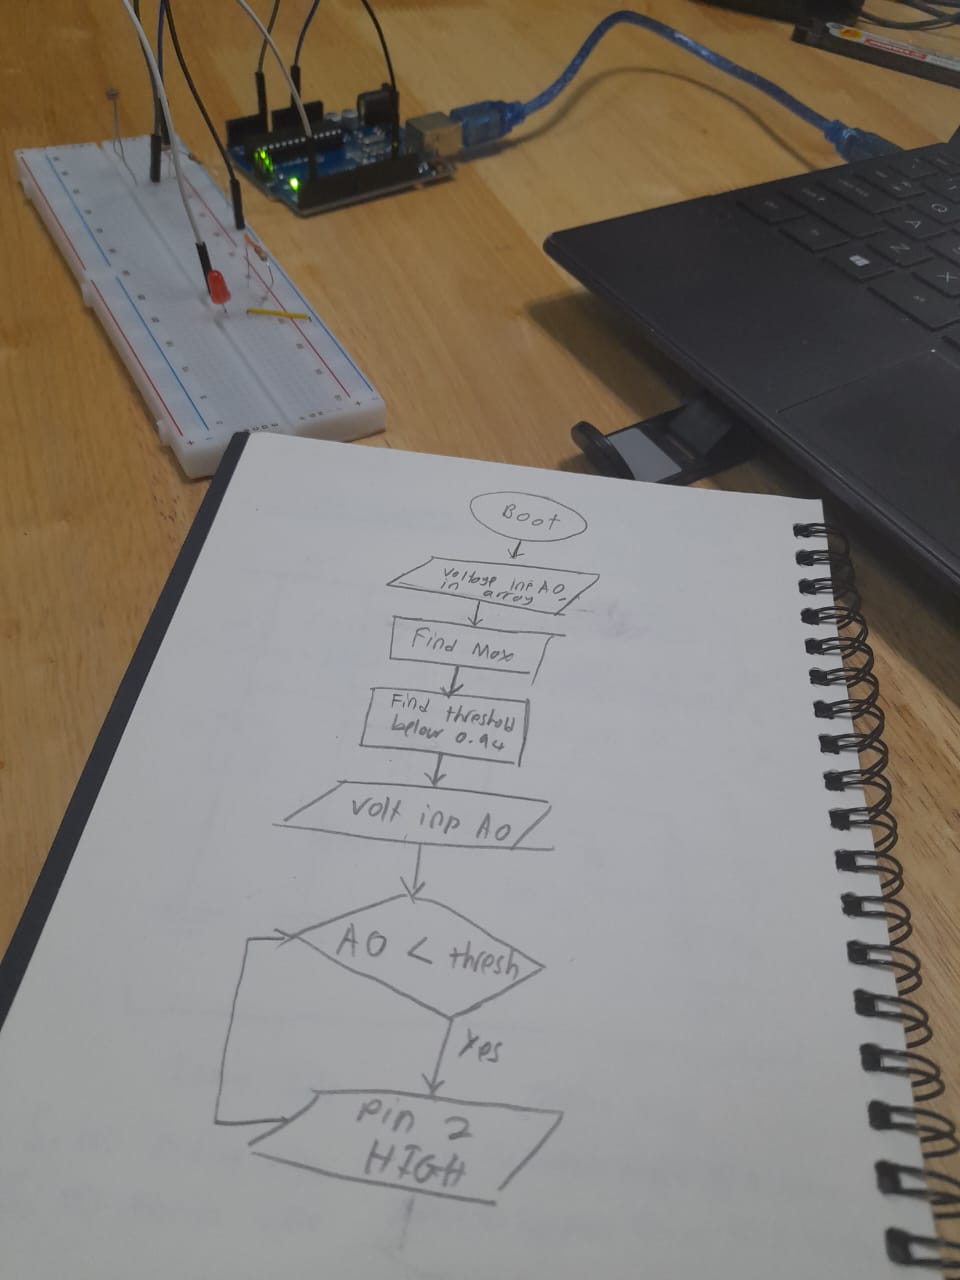 Boot
Voltage inp A0
in array
Find Max
Find threshold
below 0.94
Volt inp A0
A0 < thresh
Yes
Pin 2
HIGH